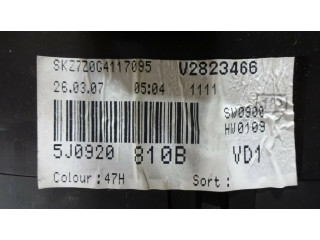 SKZ7Z0G4117095 V2823466
26.03.07 05:04 1111
SW0900
HW0109
5J0920 810B VD1
Colour : 47H Sort :